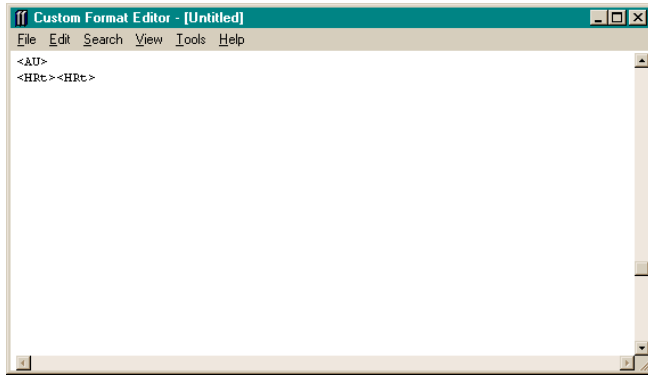 Custom Format Editor - [Untitled]
File Edit Search View Tools Help
<AU>
<HRt><HRt>